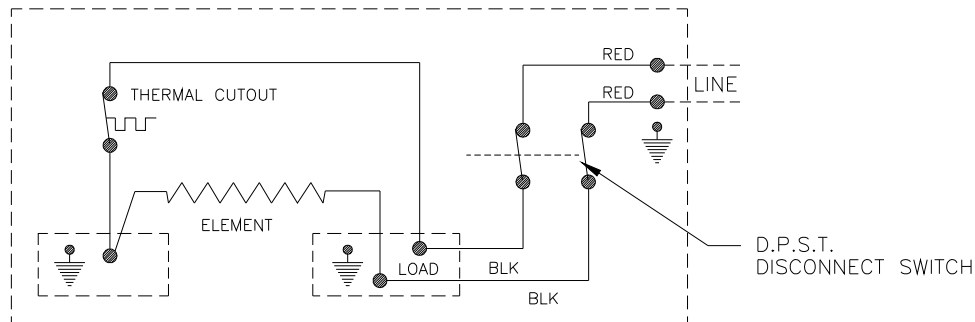 RED
LINE
THERMAL CUTOUT
RED
ELEMENT
LOAD
BLK
BLK
D.P.S.T.
DISCONNECT SWITCH